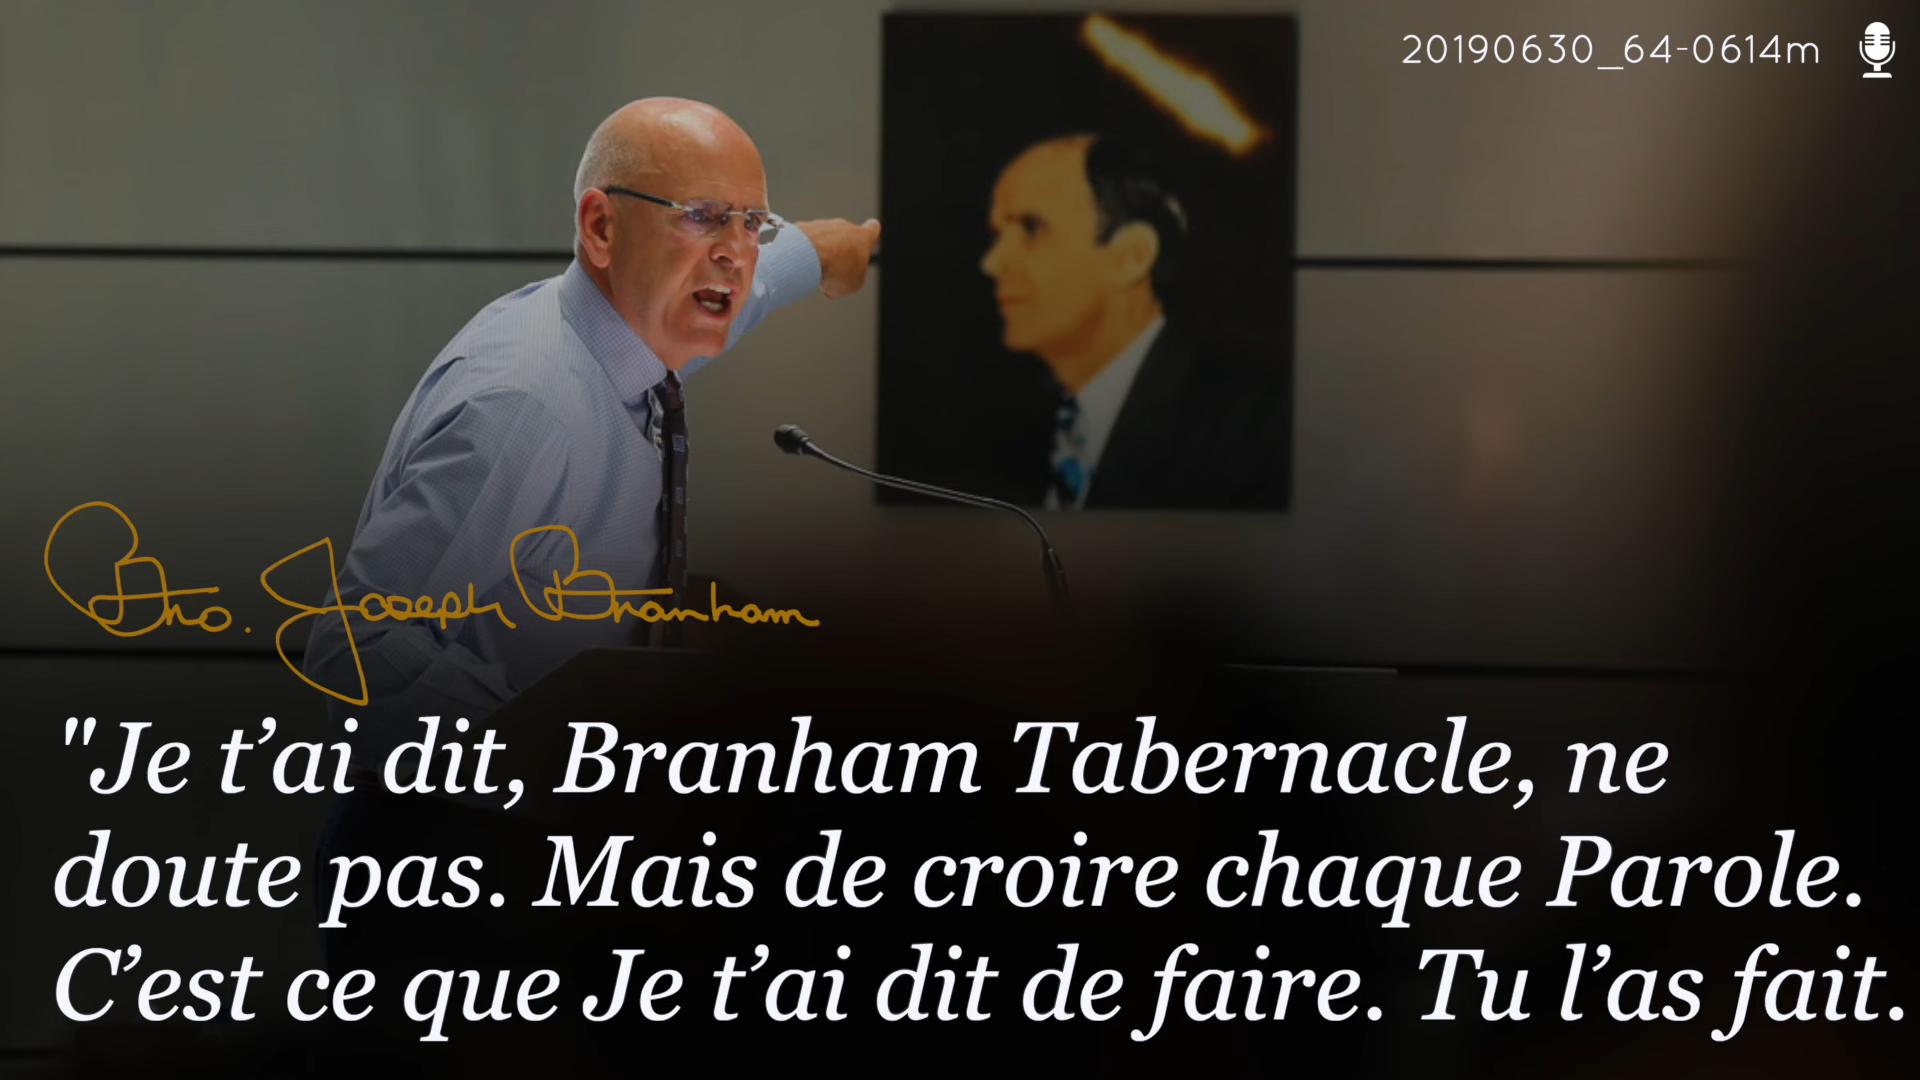 20190630_64-0614m
Bro. Joseph Branham
"Je t’ai dit, Branham Tabernacle, ne
doute pas. Mais de croire chaque Parole.
C’est ce que Je t’ai dit de faire. Tu l’as fait.